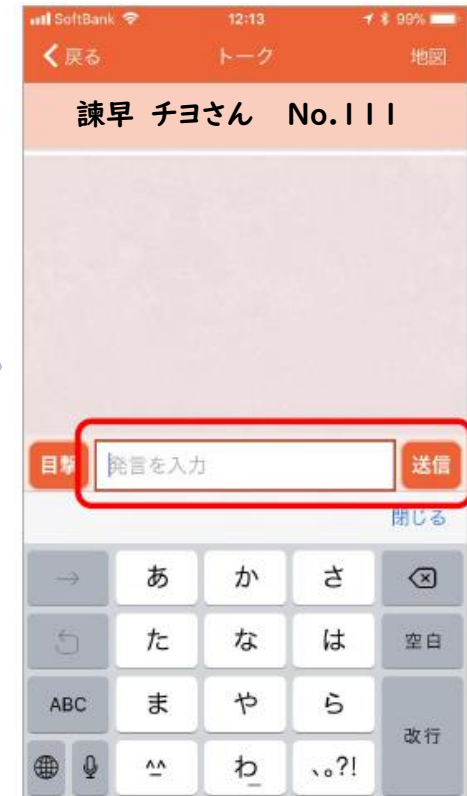 SoftBank 12:13 99%
戻る トーク 地図
諫早 チヨさん No.111
目撃 発言を入力 送信
閉じる
→ あ か さ
た な は 空白
ABC ま や ら 改行
^^ わ 、。?!